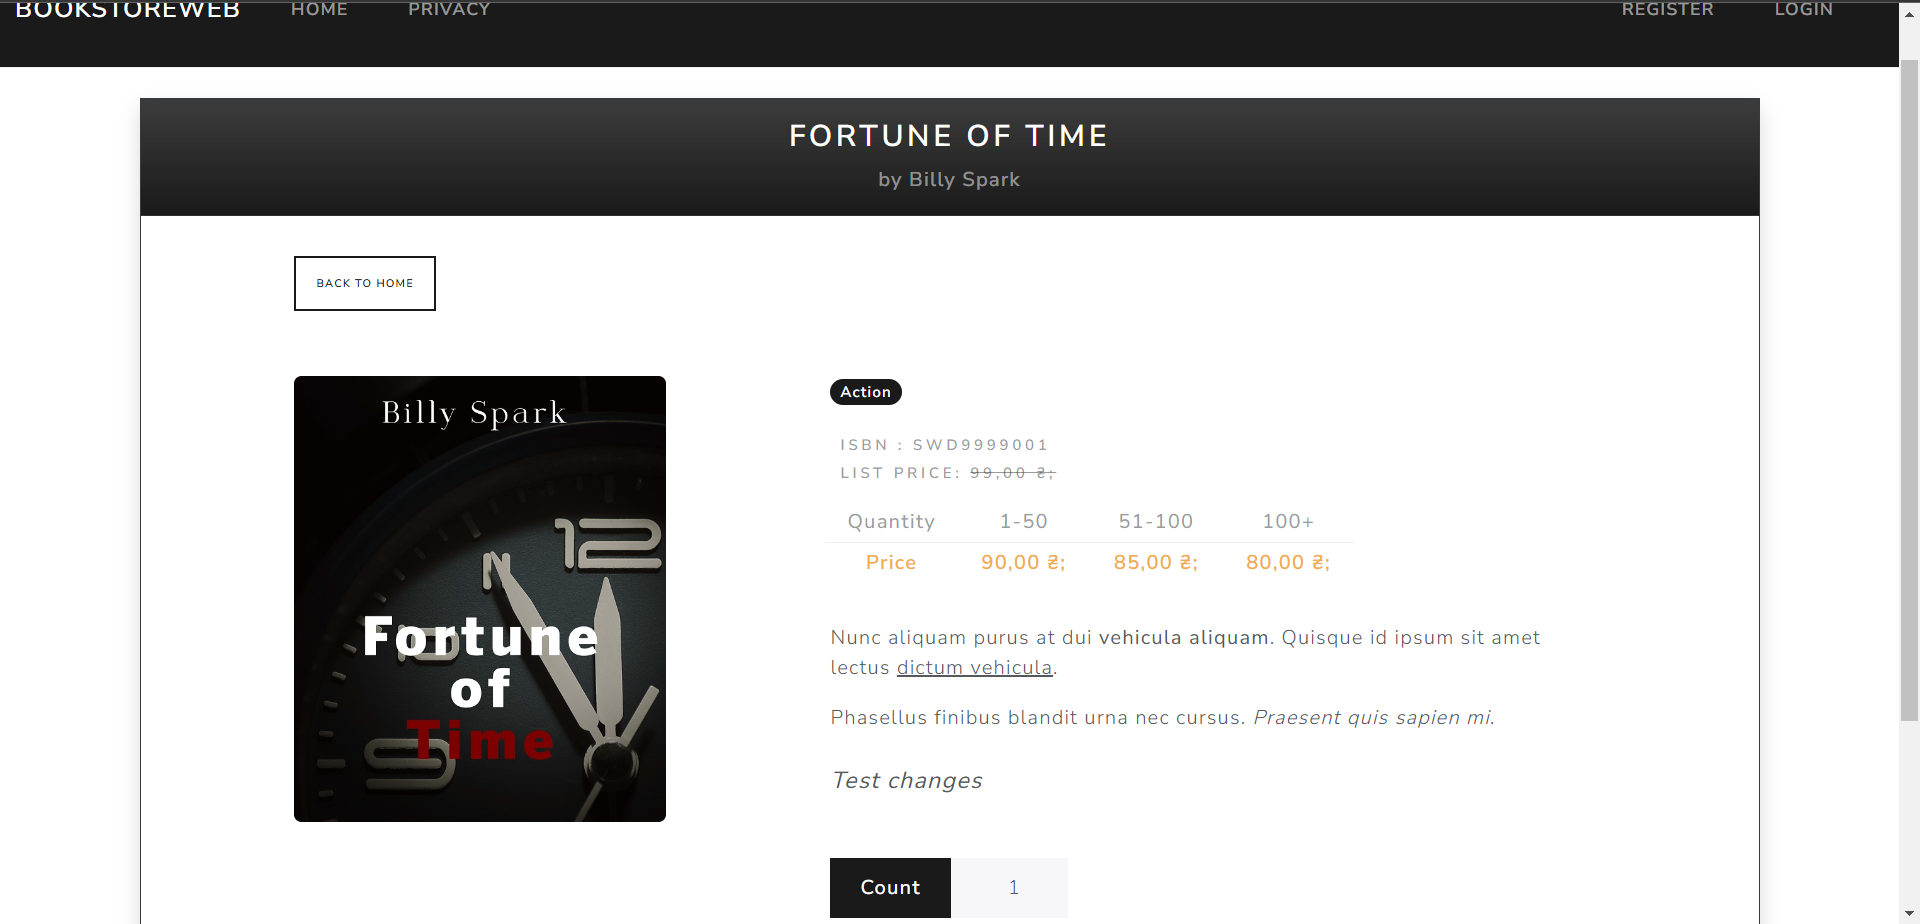 BOOKSTOREWEB HOME PRIVACY REGISTER LOGIN
FORTUNE OF TIME
by Billy Spark
BACK TO HOME
Billy Spark
12
Fortune
of
Time
9
Action
ISBN : SWD9999001
LIST PRICE: 99,00 ₴;
Quantity 1-50 51-100 100+
Price 90,00 ₴; 85,00 ₴; 80,00 ₴;
Nunc aliquam purus at dui vehicula aliquam. Quisque id ipsum sit amet
lectus dictum vehicula.
Phasellus finibus blandit urna nec cursus. Praesent quis sapien mi.
Test changes
Count 1